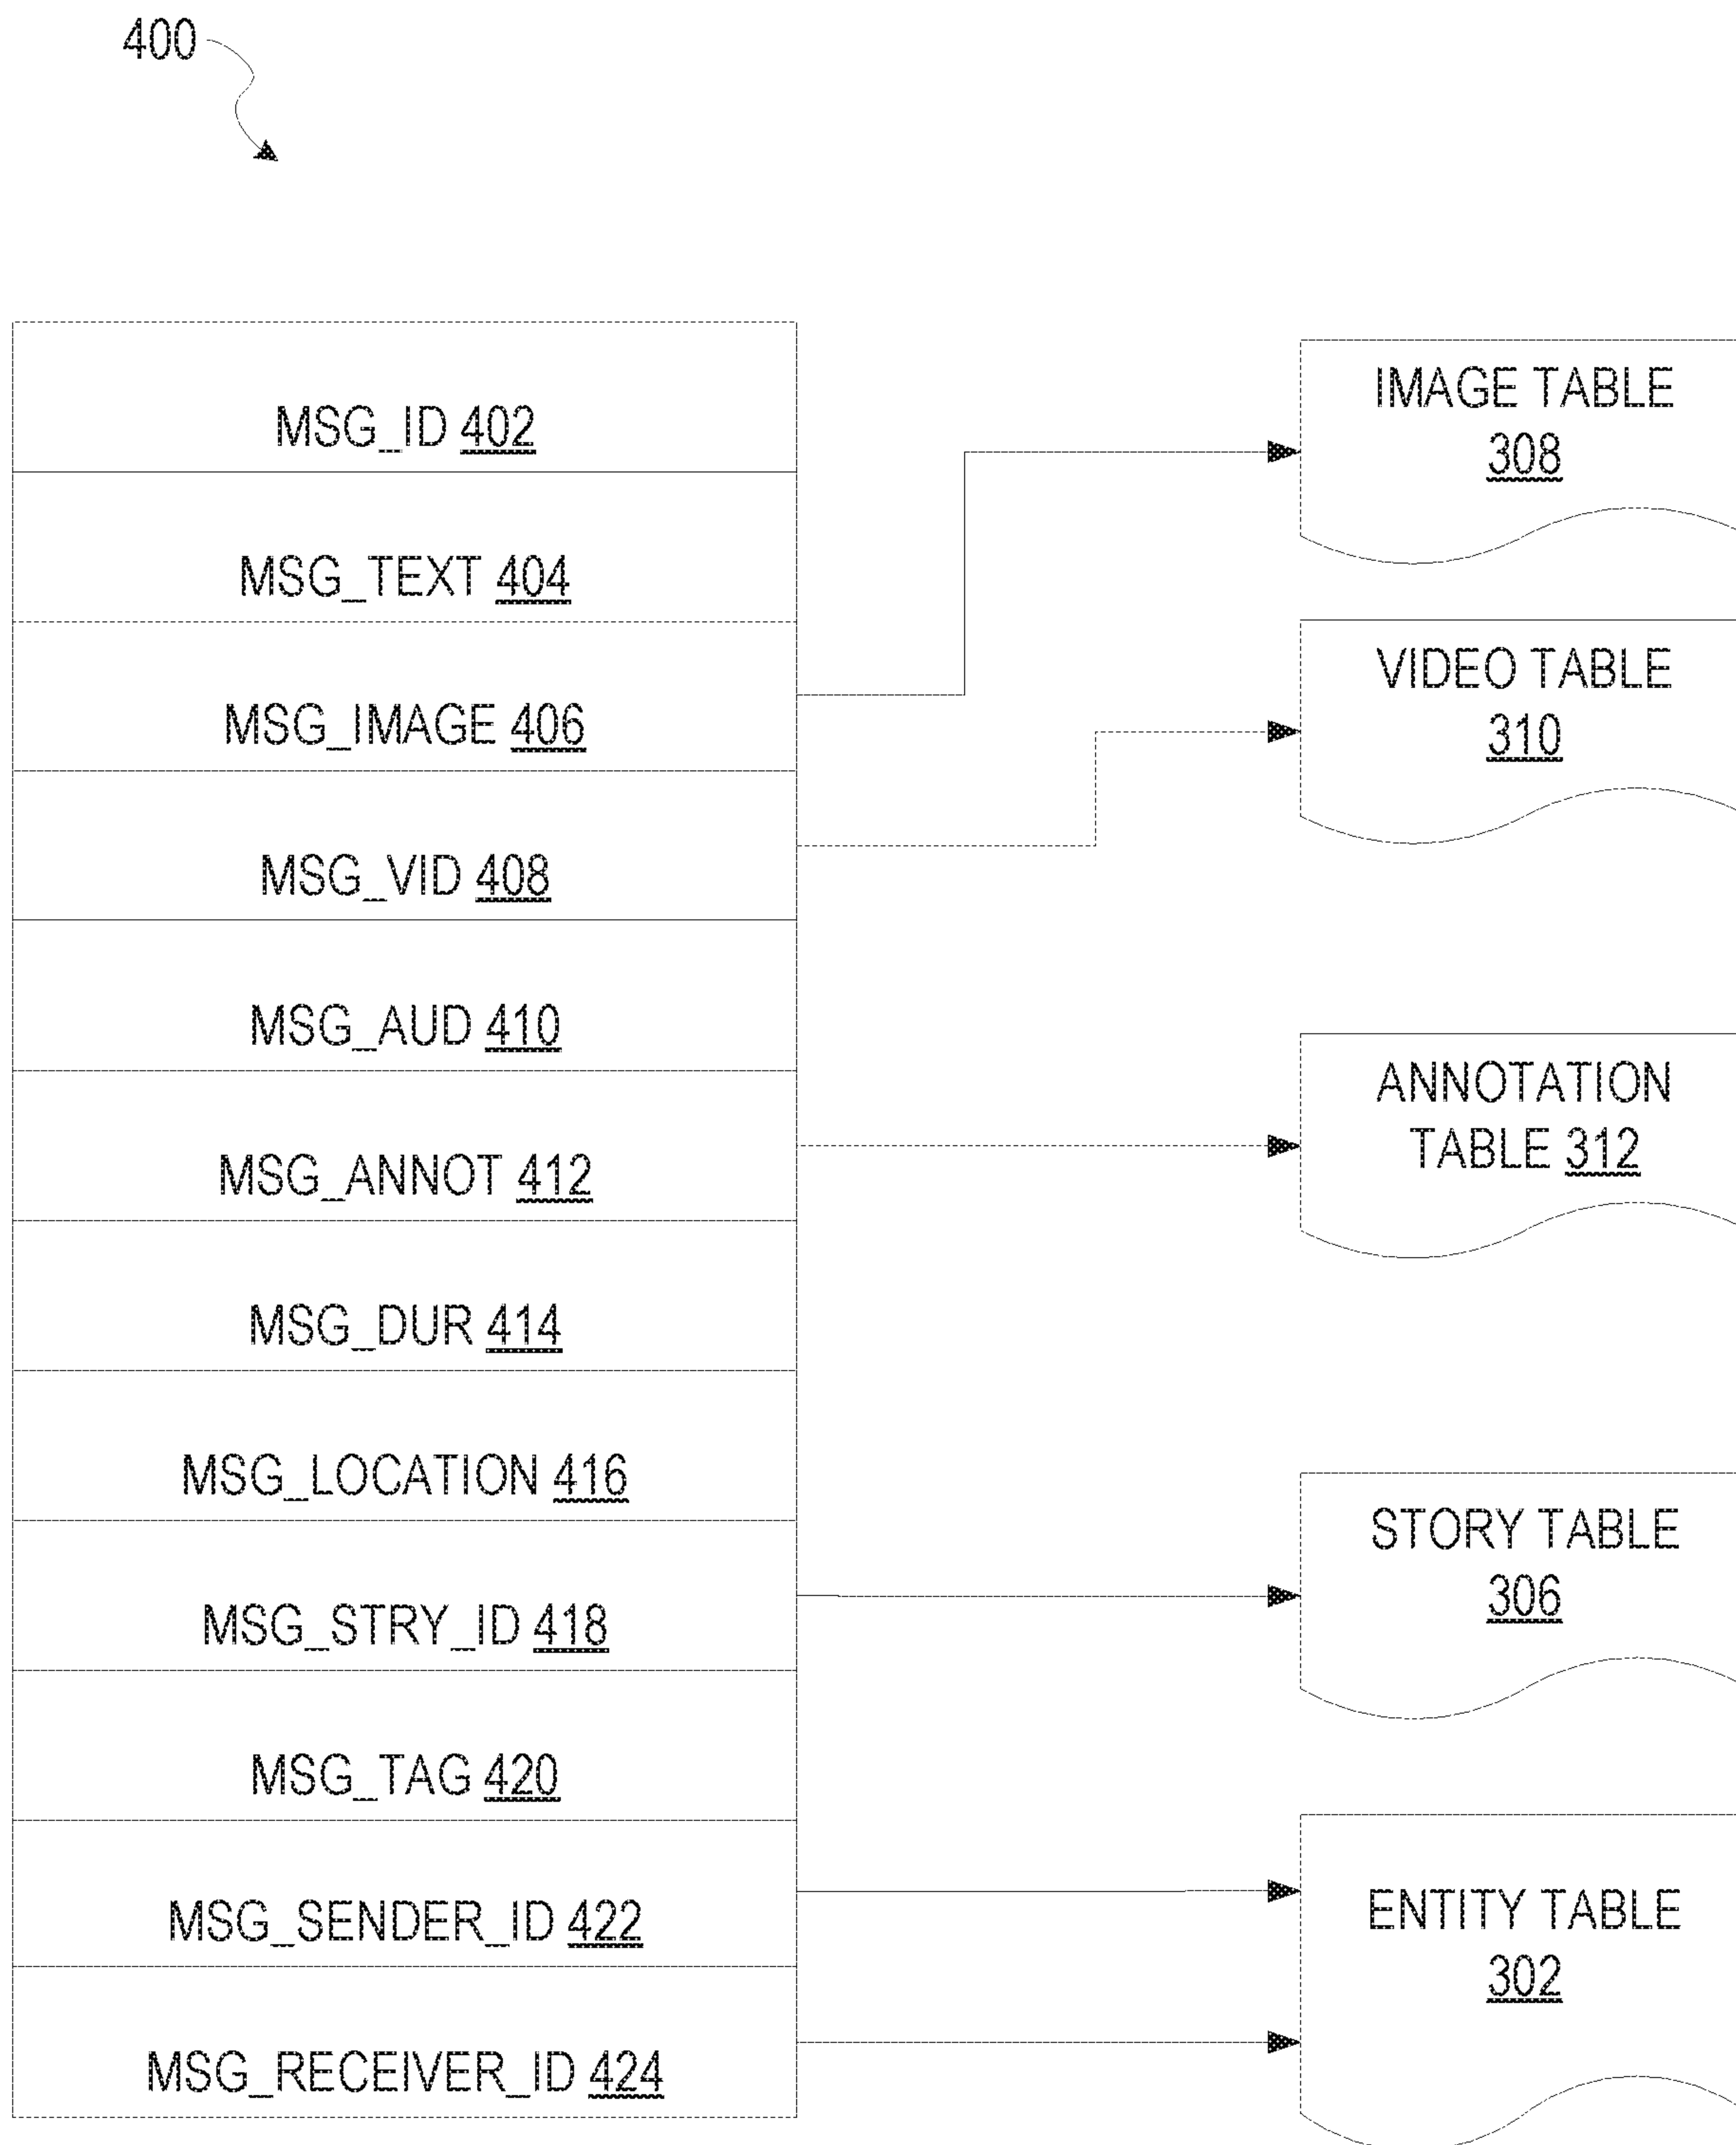 400
MSG_ID 402
MSG_TEXT 404
MSG_IMAGE 406
MSG_VID 408
MSG_AUD 410
MSG_ANNOT 412
MSG_DUR 414
MSG_LOCATION 416
MSG_STRY_ID 418
MSG_TAG 420
MSG_SENDER_ID 422
MSG_RECEIVER_ID 424
IMAGE TABLE
308
VIDEO TABLE
310
ANNOTATION
TABLE 312
STORY TABLE
306
ENTITY TABLE
302